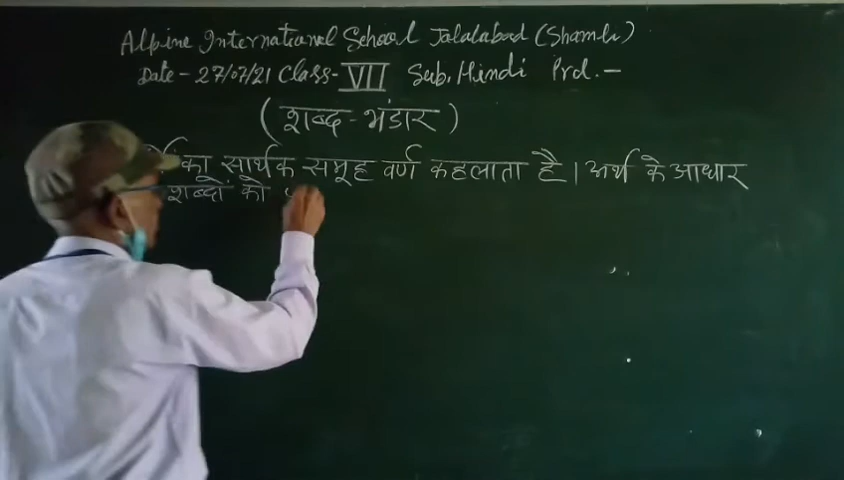 Alpine International School Jalalabad (Shamli)
Date - 27/07/21 Class - VII Sub. Hindi Prd. -
(शब्द - भंडार)
का सार्थक समूह वर्ण कहलाता है । अर्थ के आधार
शब्दों को